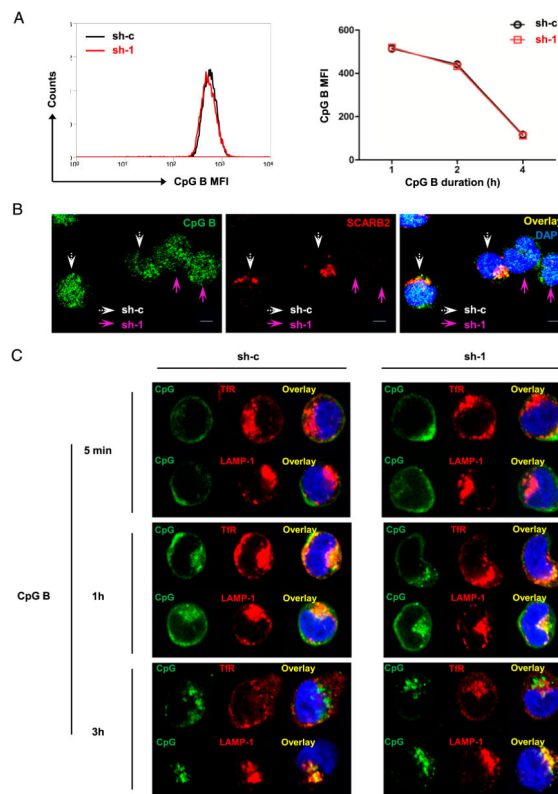 A
sh-c
sh-1
Counts
10⁰ 10¹ 10² 10³ 10⁴
CpG B MFI
sh-c
sh-1
CpG B MFI
600
400
200
0
1 2 4
CpG B duration (h)
B
CpG B
SCARB2
Overlay
DAP
sh-c
sh-1
sh-c
sh-1
sh-c
sh-1
C
sh-c
sh-1
CpG B
5 min
CpG TfR Overlay
CpG TfR Overlay
CpG LAMP-1 Overlay
CpG LAMP-1 Overlay
1h
CpG TfR Overlay
CpG TfR Overlay
CpG LAMP-1 Overlay
CpG LAMP-1 Overlay
3h
CpG TfR Overlay
CpG TfR Overlay
CpG LAMP-1 Overlay
CpG LAMP-1 Overlay